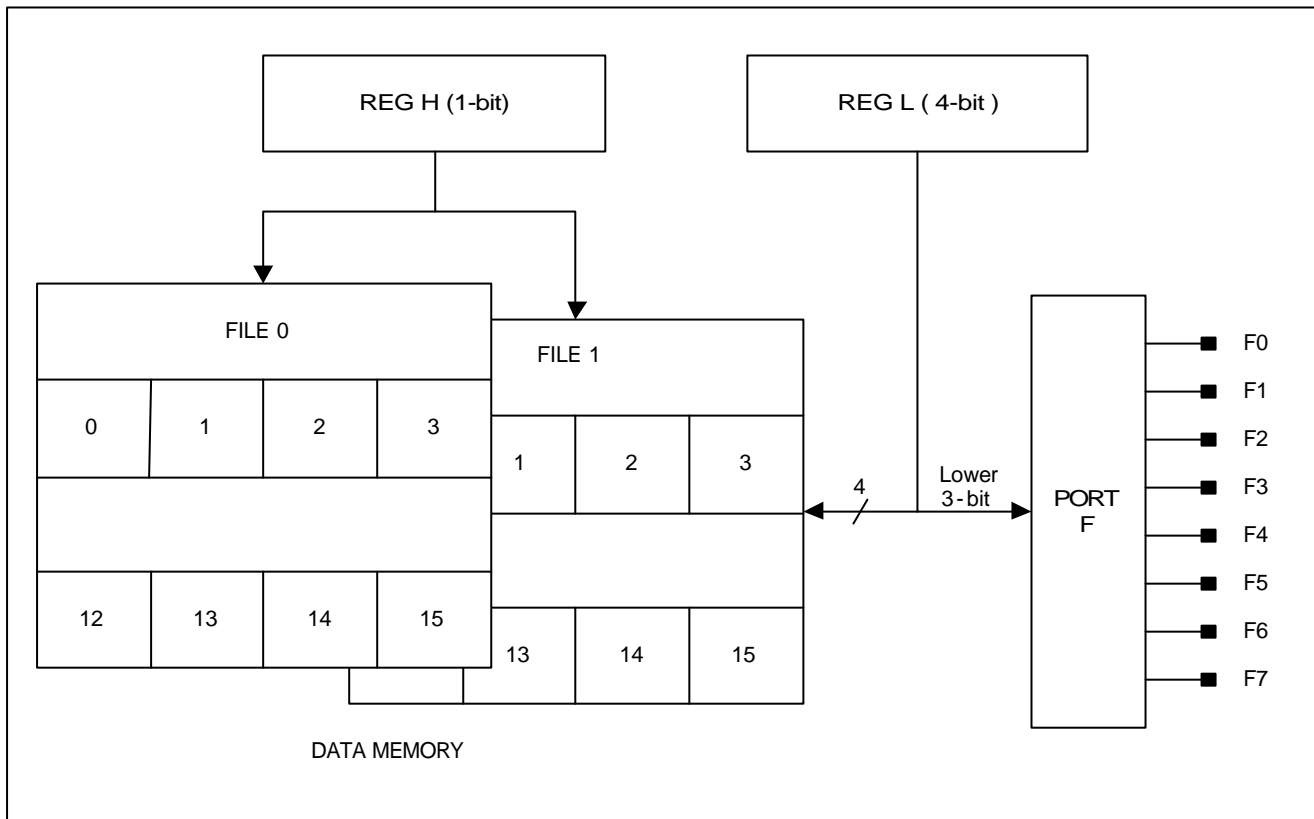 REG H (1-bit)
REG L ( 4-bit )
FILE 0
FILE 1
0 1 2 3
1 2 3
12 13 14 15
13 14 15
4
Lower
3-bit
PORT
F
F0
F1
F2
F3
F4
F5
F6
F7
DATA MEMORY